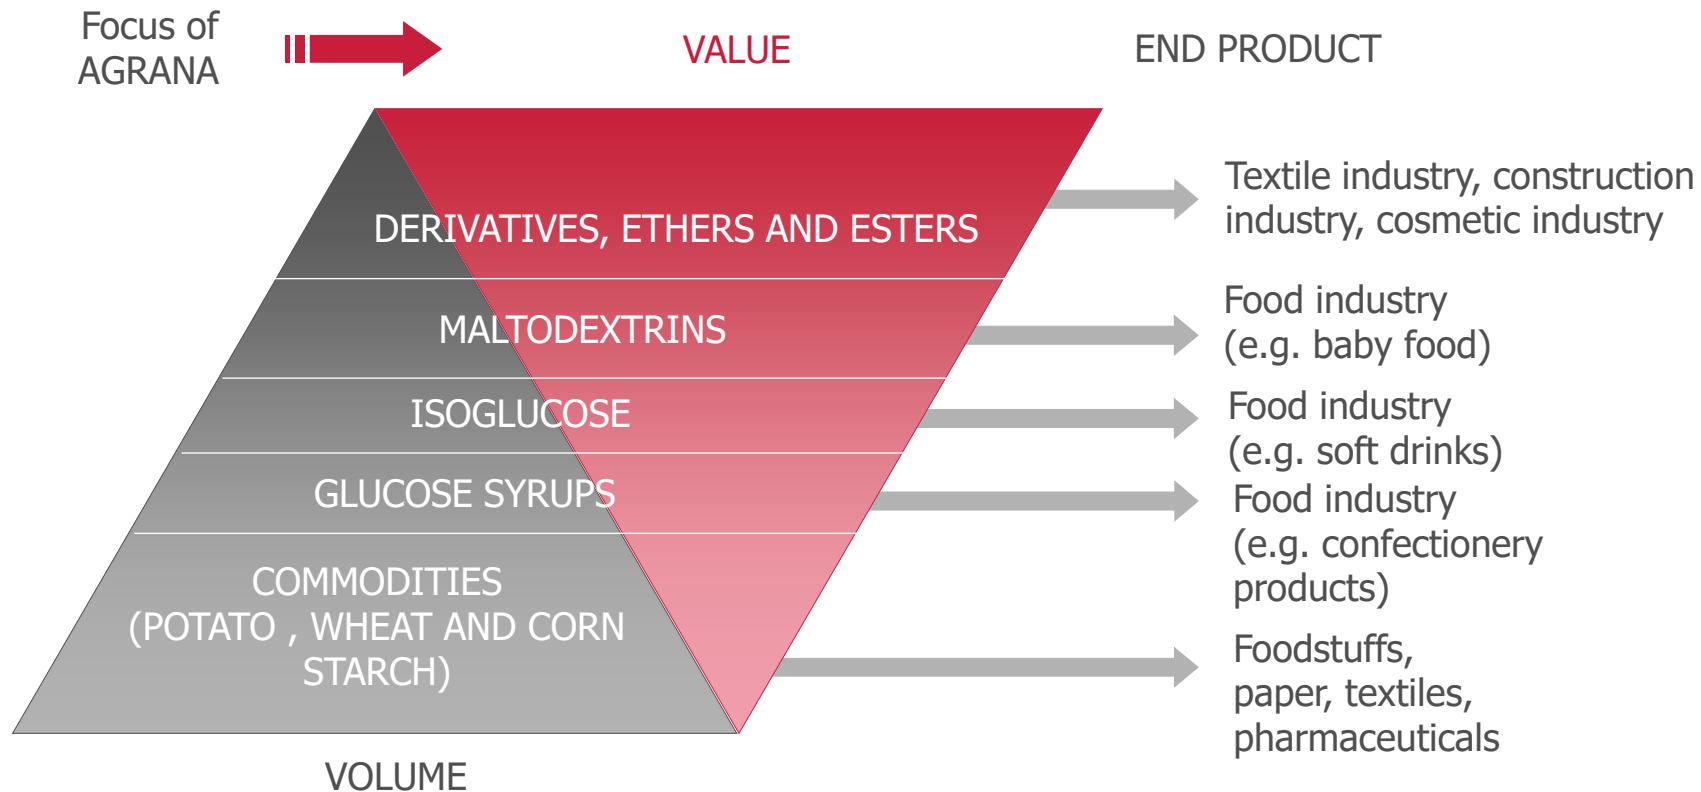 Focus of
AGRANA
VALUE
END PRODUCT
DERIVATIVES, ETHERS AND ESTERS
Textile industry, construction
industry, cosmetic industry
MALTODEXTRINS
Food industry
(e.g. baby food)
ISOGLUCOSE
Food industry
(e.g. soft drinks)
GLUCOSE SYRUPS
Food industry
(e.g. confectionery
products)
COMMODITIES
(POTATO , WHEAT AND CORN
STARCH)
Foodstuffs,
paper, textiles,
pharmaceuticals
VOLUME